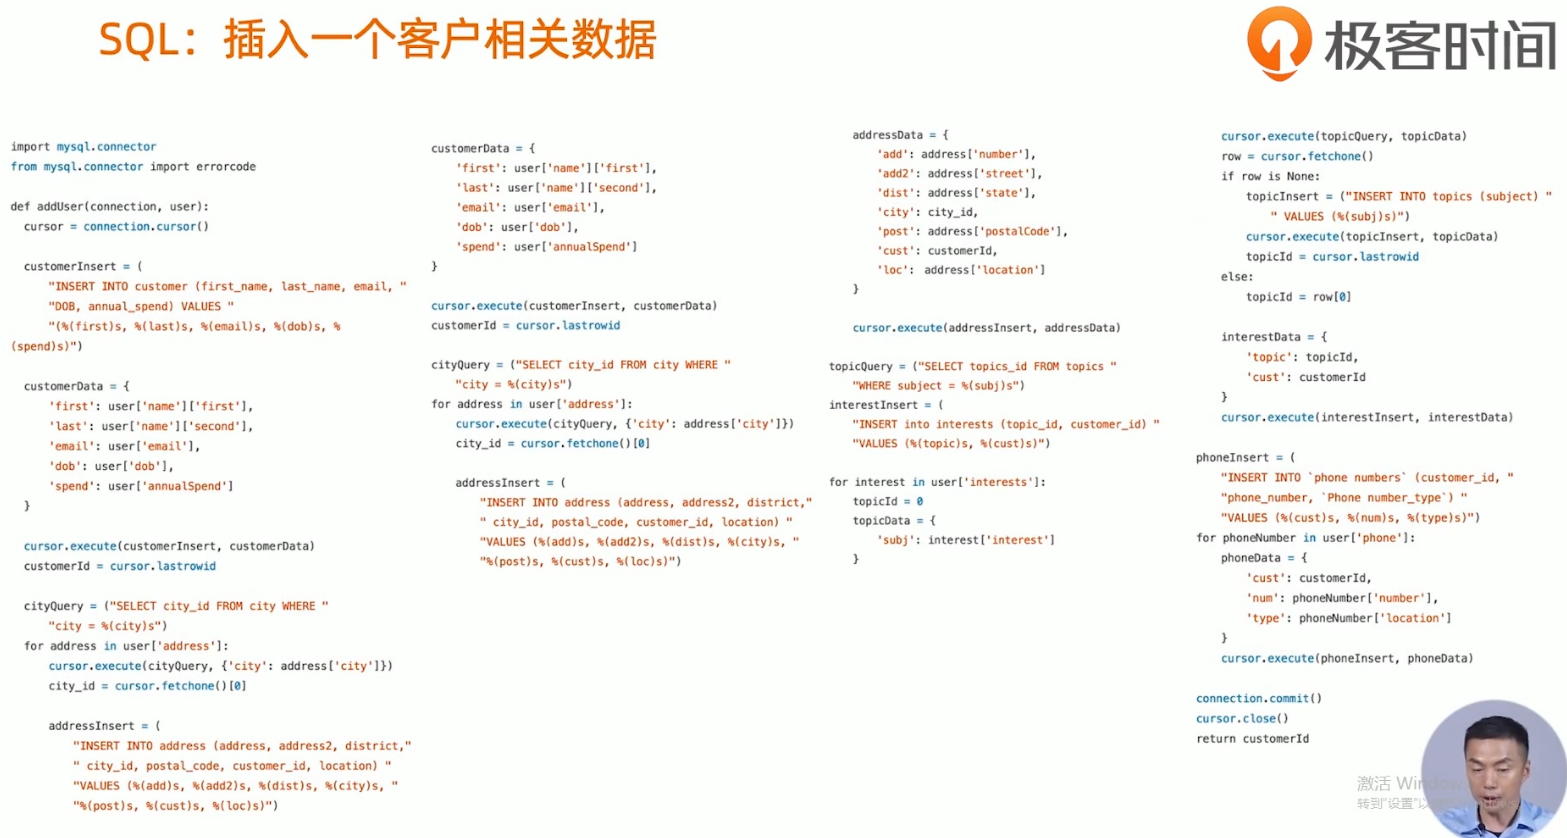 SQL：插入一个客户相关数据
极客时间
import mysql.connector
from mysql.connector import errorcode
def addUser(connection, user):
cursor = connection.cursor()
customerInsert = (
"INSERT INTO customer (first_name, last_name, email, "
"DOB, annual_spend) VALUES "
"(%(first)s, %(last)s, %(email)s, %(dob)s, %
(spend)s)")
customerData = {
'first': user['name']['first'],
'last': user['name']['second'],
'email': user['email'],
'dob': user['dob'],
'spend': user['annualSpend']
}
cursor.execute(customerInsert, customerData)
customerId = cursor.lastrowid
cityQuery = ("SELECT city_id FROM city WHERE "
"city = %(city)s")
for address in user['address']:
cursor.execute(cityQuery, {'city': address['city']})
city_id = cursor.fetchone()[0]
addressInsert = (
"INSERT INTO address (address, address2, district,"
" city_id, postal_code, customer_id, location) "
"VALUES (%(add)s, %(add2)s, %(dist)s, %(city)s, "
"%(post)s, %(cust)s, %(loc)s)")
customerData = {
'first': user['name']['first'],
'last': user['name']['second'],
'email': user['email'],
'dob': user['dob'],
'spend': user['annualSpend']
}
cursor.execute(customerInsert, customerData)
customerId = cursor.lastrowid
cityQuery = ("SELECT city_id FROM city WHERE "
"city = %(city)s")
for address in user['address']:
cursor.execute(cityQuery, {'city': address['city']})
city_id = cursor.fetchone()[0]
addressInsert = (
"INSERT INTO address (address, address2, district,"
" city_id, postal_code, customer_id, location) "
"VALUES (%(add)s, %(add2)s, %(dist)s, %(city)s, "
"%(post)s, %(cust)s, %(loc)s)")
addressData = {
'add': address['number'],
'add2': address['street'],
'dist': address['state'],
'city': city_id,
'post': address['postalCode'],
'cust': customerId,
'loc': address['location']
}
cursor.execute(addressInsert, addressData)
topicQuery = ("SELECT topics_id FROM topics "
"WHERE subject = %(subj)s")
interestInsert = (
"INSERT into interests (topic_id, customer_id) "
"VALUES (%(topic)s, %(cust)s)")
for interest in user['interests']:
topicId = 0
topicData = {
'subj': interest['interest']
}
cursor.execute(topicQuery, topicData)
row = cursor.fetchone()
if row is None:
topicInsert = ("INSERT INTO topics (subject) "
" VALUES (%(subj)s)")
cursor.execute(topicInsert, topicData)
topicId = cursor.lastrowid
else:
topicId = row[0]
interestData = {
'topic': topicId,
'cust': customerId
}
cursor.execute(interestInsert, interestData)
phoneInsert = (
"INSERT INTO `phone numbers` (customer_id, "
"phone_number, `Phone number_type`) "
"VALUES (%(cust)s, %(num)s, %(type)s)")
for phoneNumber in user['phone']:
phoneData = {
'cust': customerId,
'num': phoneNumber['number'],
'type': phoneNumber['location']
}
cursor.execute(phoneInsert, phoneData)
connection.commit()
cursor.close()
return customerId
激活 Window
转到"设置"以